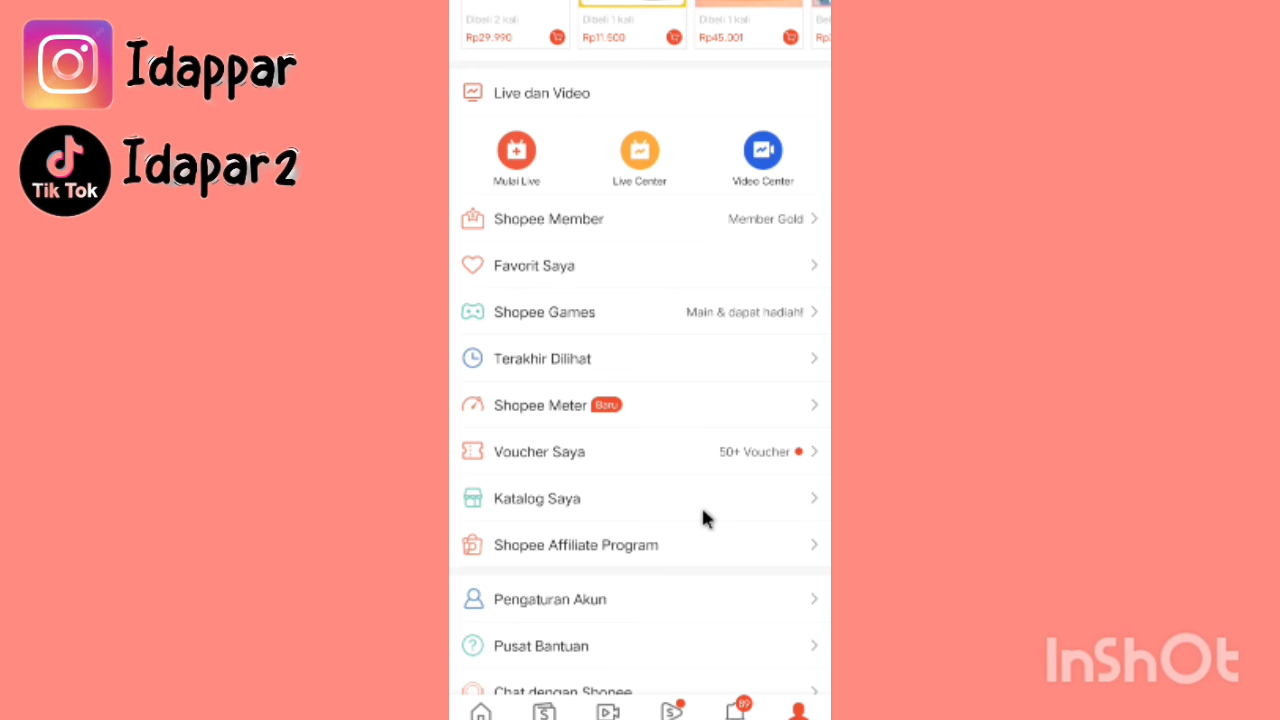 Idappar
Tik Tok
Idapar2
Dibeli 2 kali
Dibeli 1 kali
Dibeli 1 kali
Rp29.990
Rp11.500
Rp45.001
Live dan Video
Mulai Live
Live Center
Video Center
Shopee Member
Member Gold
Favorit Saya
Shopee Games
Main & dapat hadiah!
Terakhir Dilihat
Shopee Meter
Baru
Voucher Saya
50+ Voucher
Katalog Saya
Shopee Affiliate Program
Pengaturan Akun
Pusat Bantuan
Chat dengan Shopee
89
InShOt